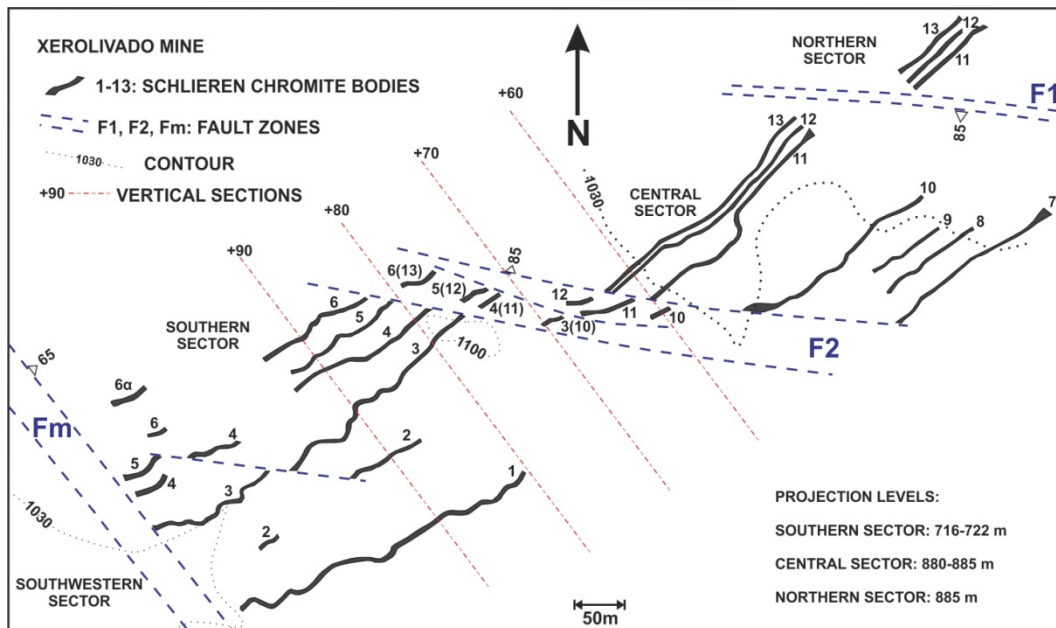 XEROLIVADO MINE
1-13: SCHLIEREN CHROMITE BODIES
F1, F2, Fm: FAULT ZONES
1030 CONTOUR
+90 VERTICAL SECTIONS
N
NORTHERN
SECTOR
13
12
11
F1
85
+60
+70
+80
+90
1030
CENTRAL
SECTOR
13
12
11
10
9
8
7
85
6(13)
5(12)
4(11)
12
11
3(10)
10
F2
SOUTHERN
SECTOR
6
5
4
3
1100
2
1
65
Fm
6α
6
5
4
4
3
2
1030
SOUTHWESTERN
SECTOR
50m
PROJECTION LEVELS:
SOUTHERN SECTOR: 716-722 m
CENTRAL SECTOR: 880-885 m
NORTHERN SECTOR: 885 m